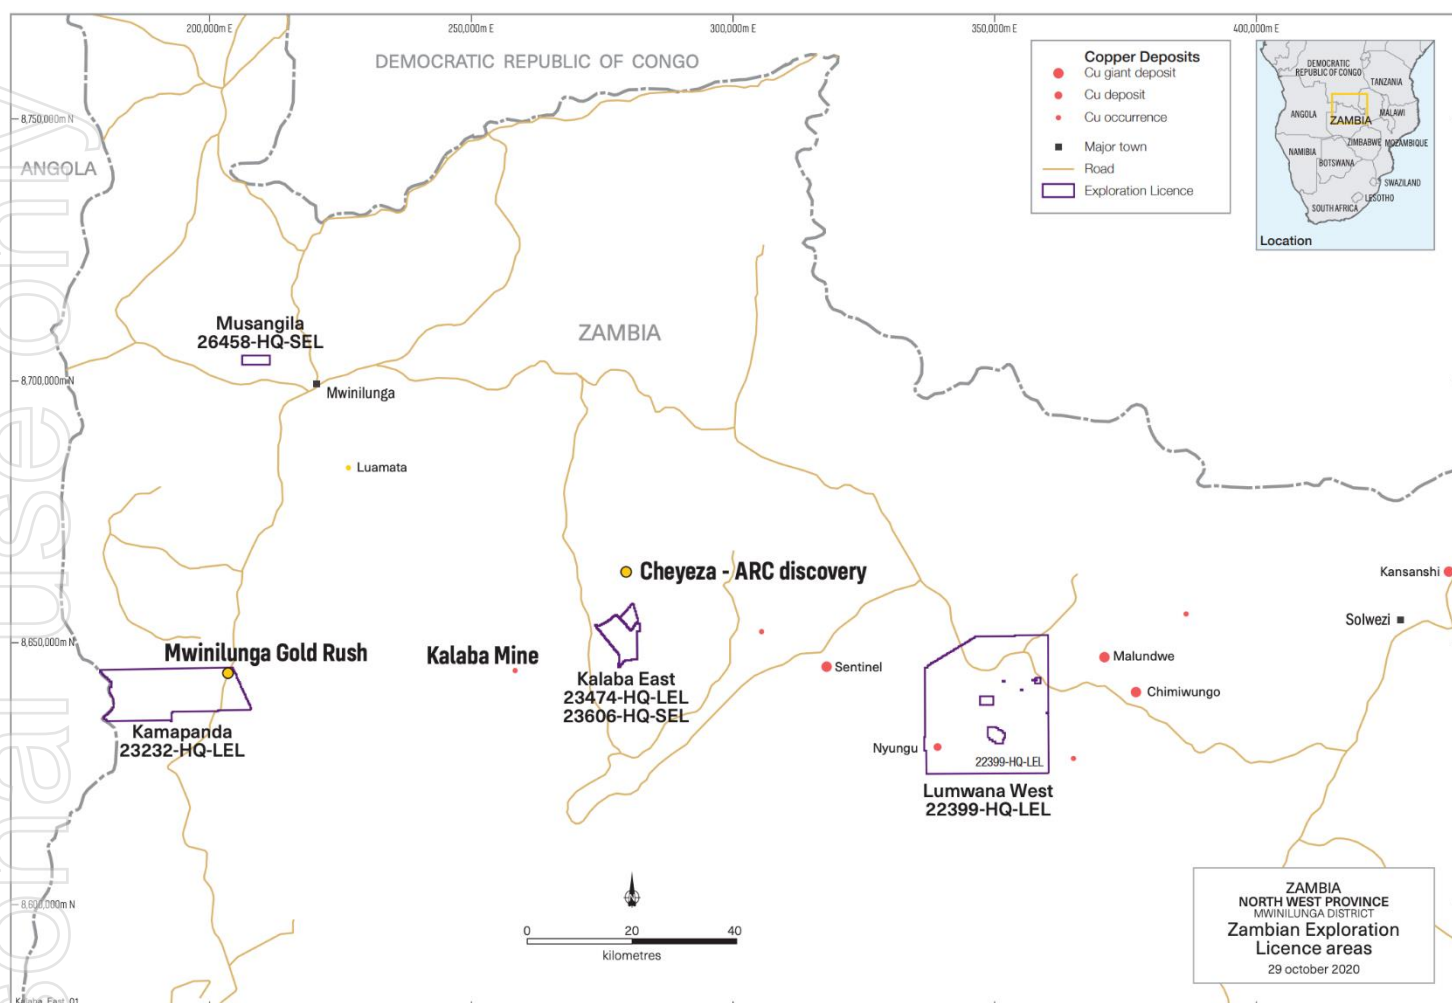 200,000m E
250,000m E
300,000m E
350,000m E
400,000m E
DEMOCRATIC REPUBLIC OF CONGO
8,750,000m N
ANGOLA
Copper Deposits
Cu giant deposit
Cu deposit
Cu occurrence
Major town
Road
Exploration Licence
DEMOCRATIC
REPUBLIC OF CONGO
TANZANIA
ANGOLA
MALAWI
ZAMBIA
ZIMBABWE
MOZAMBIQUE
NAMIBIA
BOTSWANA
SWAZILAND
LESOTHO
SOUTH AFRICA
Location
Musangila
26458-HQ-SEL
ZAMBIA
8,700,000m N
Mwinilunga
Luamata
Cheyeza - ARC discovery
Kansanshi
Solwezi
8,650,000m N
Mwinilunga Gold Rush
Kalaba Mine
Sentinel
Malundwe
Chimiwungo
Kalaba East
23474-HQ-LEL
23606-HQ-SEL
Kamapanda
23232-HQ-LEL
Nyungu
22399-HQ-LEL
Lumwana West
22399-HQ-LEL
8,600,000m N
0
20
40
kilometres
ZAMBIA
NORTH WEST PROVINCE
MWINILUNGA DISTRICT
Zambian Exploration
Licence areas
29 october 2020
Kalaba_East_01
sonal use only